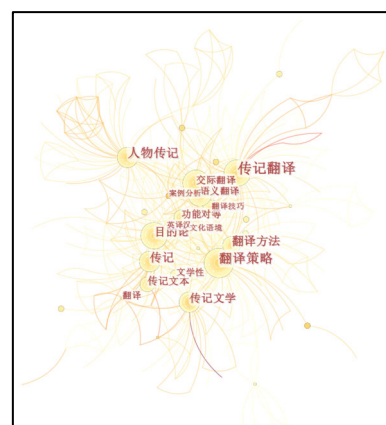 人物传记
传记翻译
交际翻译
案例分析
语义翻译
翻译技巧
功能对等
英译汉
文化语境
目的论
翻译方法
传记
翻译策略
文学性
传记文本
翻译
传记文学